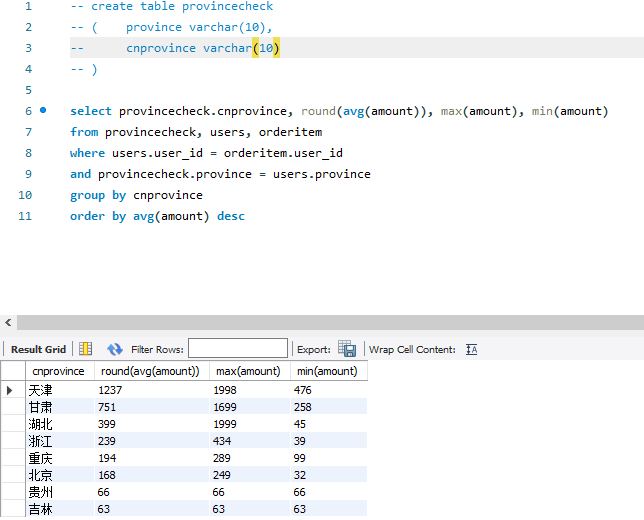 1 -- create table provincecheck
2 -- ( province varchar(10),
3 -- cnprovince varchar(10)
4 -- )
5
6 select provincecheck.cnprovince, round(avg(amount)), max(amount), min(amount)
7 from provincecheck, users, orderitem
8 where users.user_id = orderitem.user_id
9 and provincecheck.province = users.province
10 group by cnprovince
11 order by avg(amount) desc
Result Grid Filter Rows: Export: Wrap Cell Content:
cnprovince round(avg(amount)) max(amount) min(amount)
天津 1237 1998 476
甘肃 751 1699 258
湖北 399 1999 45
浙江 239 434 39
重庆 194 289 99
北京 168 249 32
贵州 66 66 66
吉林 63 63 63